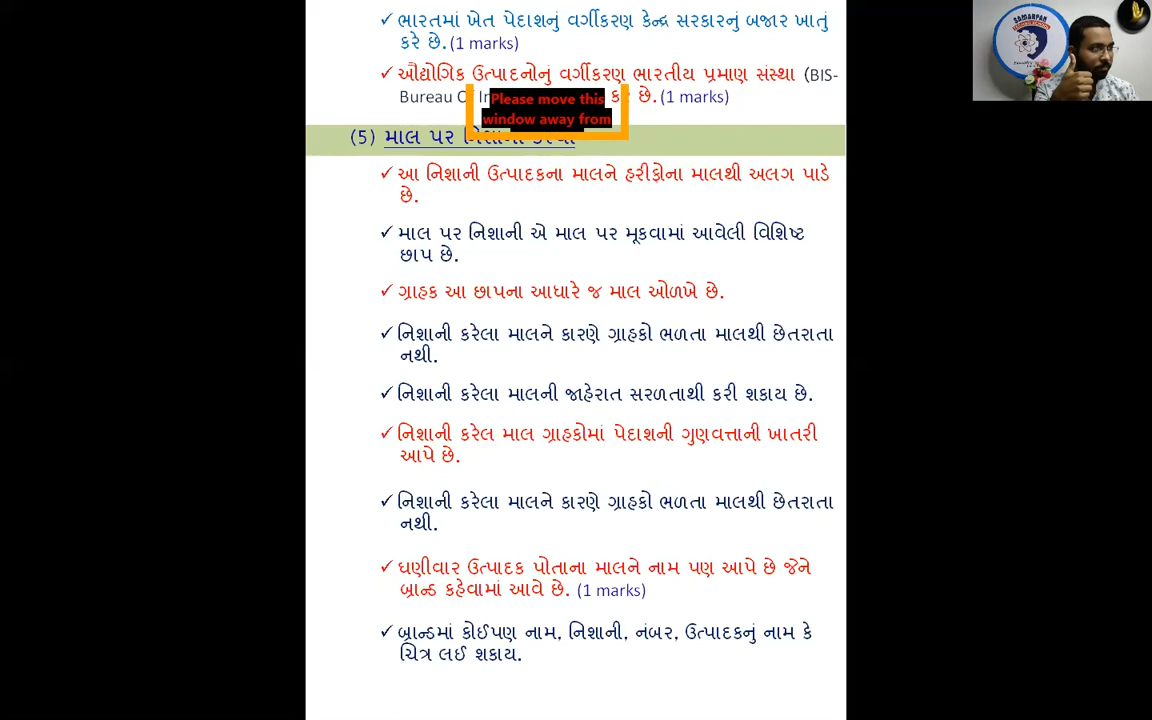 ✓ ભારતમાં ખેત પેદાશનું વર્ગીકરણ કેન્દ્ર સરકારનું બજાર ખાતું
કરે છે. (1 marks)
✓ ઔદ્યોગિક ઉત્પાદનોનું વર્ગીકરણ ભારતીય પ્રમાણ સંસ્થા (BIS-
Bureau કરે છે. (1 marks)
Please move this
window away from
(5) માલ પર
✓ આ નિશાની ઉત્પાદકના માલને હરીફોના માલથી અલગ પાડે
છે.
✓ માલ પર નિશાની એ માલ પર મૂકવામાં આવેલી વિશિષ્ટ
છાપ છે.
✓ ગ્રાહક આ છાપના આધારે જ માલ ઓળખે છે.
✓ નિશાની કરેલા માલને કારણે ગ્રાહકો ભળતા માલથી છેતરાતા
નથી.
✓ નિશાની કરેલા માલની જાહેરાત સરળતાથી કરી શકાય છે.
✓ નિશાની કરેલ માલ ગ્રાહકોમાં પેદાશની ગુણવત્તાની ખાતરી
આપે છે.
✓ નિશાની કરેલા માલને કારણે ગ્રાહકો ભળતા માલથી છેતરાતા
નથી.
✓ ઘણીવાર ઉત્પાદક પોતાના માલને નામ પણ આપે છે જેને
બ્રાન્ડ કહેવામાં આવે છે. (1 marks)
✓ બ્રાન્ડમાં કોઈપણ નામ, નિશાની, નંબર, ઉત્પાદકનું નામ કે
ચિત્ર લઈ શકાય.
SAMARPAN